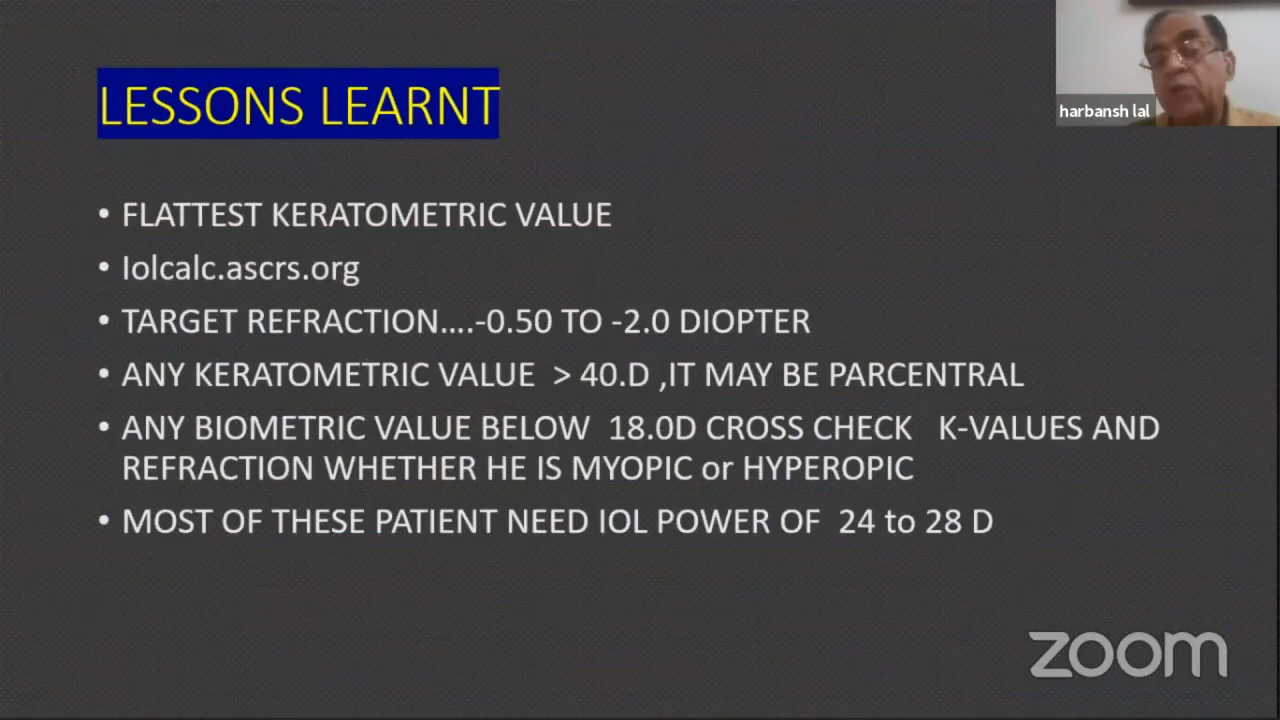 LESSONS LEARNT
harbansh lal
• FLATTEST KERATOMETRIC VALUE
• Iolcalc.ascrs.org
• TARGET REFRACTION....-0.50 TO -2.0 DIOPTER
• ANY KERATOMETRIC VALUE > 40.D ,IT MAY BE PARCENTRAL
• ANY BIOMETRIC VALUE BELOW 18.0D CROSS CHECK K-VALUES AND
REFRACTION WHETHER HE IS MYOPIC or HYPEROPIC
• MOST OF THESE PATIENT NEED IOL POWER OF 24 to 28 D
zoom